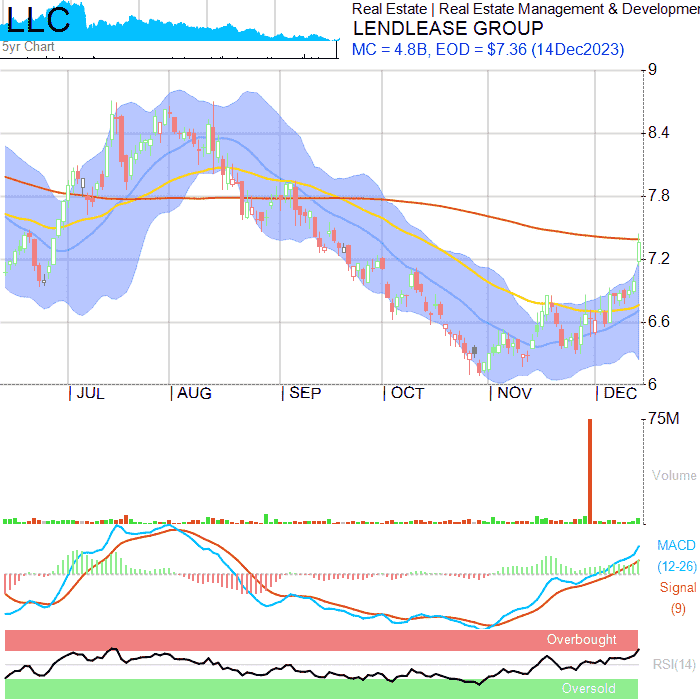 LLC
5yr Chart
Real Estate | Real Estate Management & Developmen
LENDLEASE GROUP
MC = 4.8B, EOD = $7.36 (14Dec2023)
9
8.4
7.8
7.2
6.6
6
JUL AUG SEP OCT NOV DEC
75M
Volume
MACD
(12-26)
Signal
(9)
Overbought
RSI(14)
Oversold